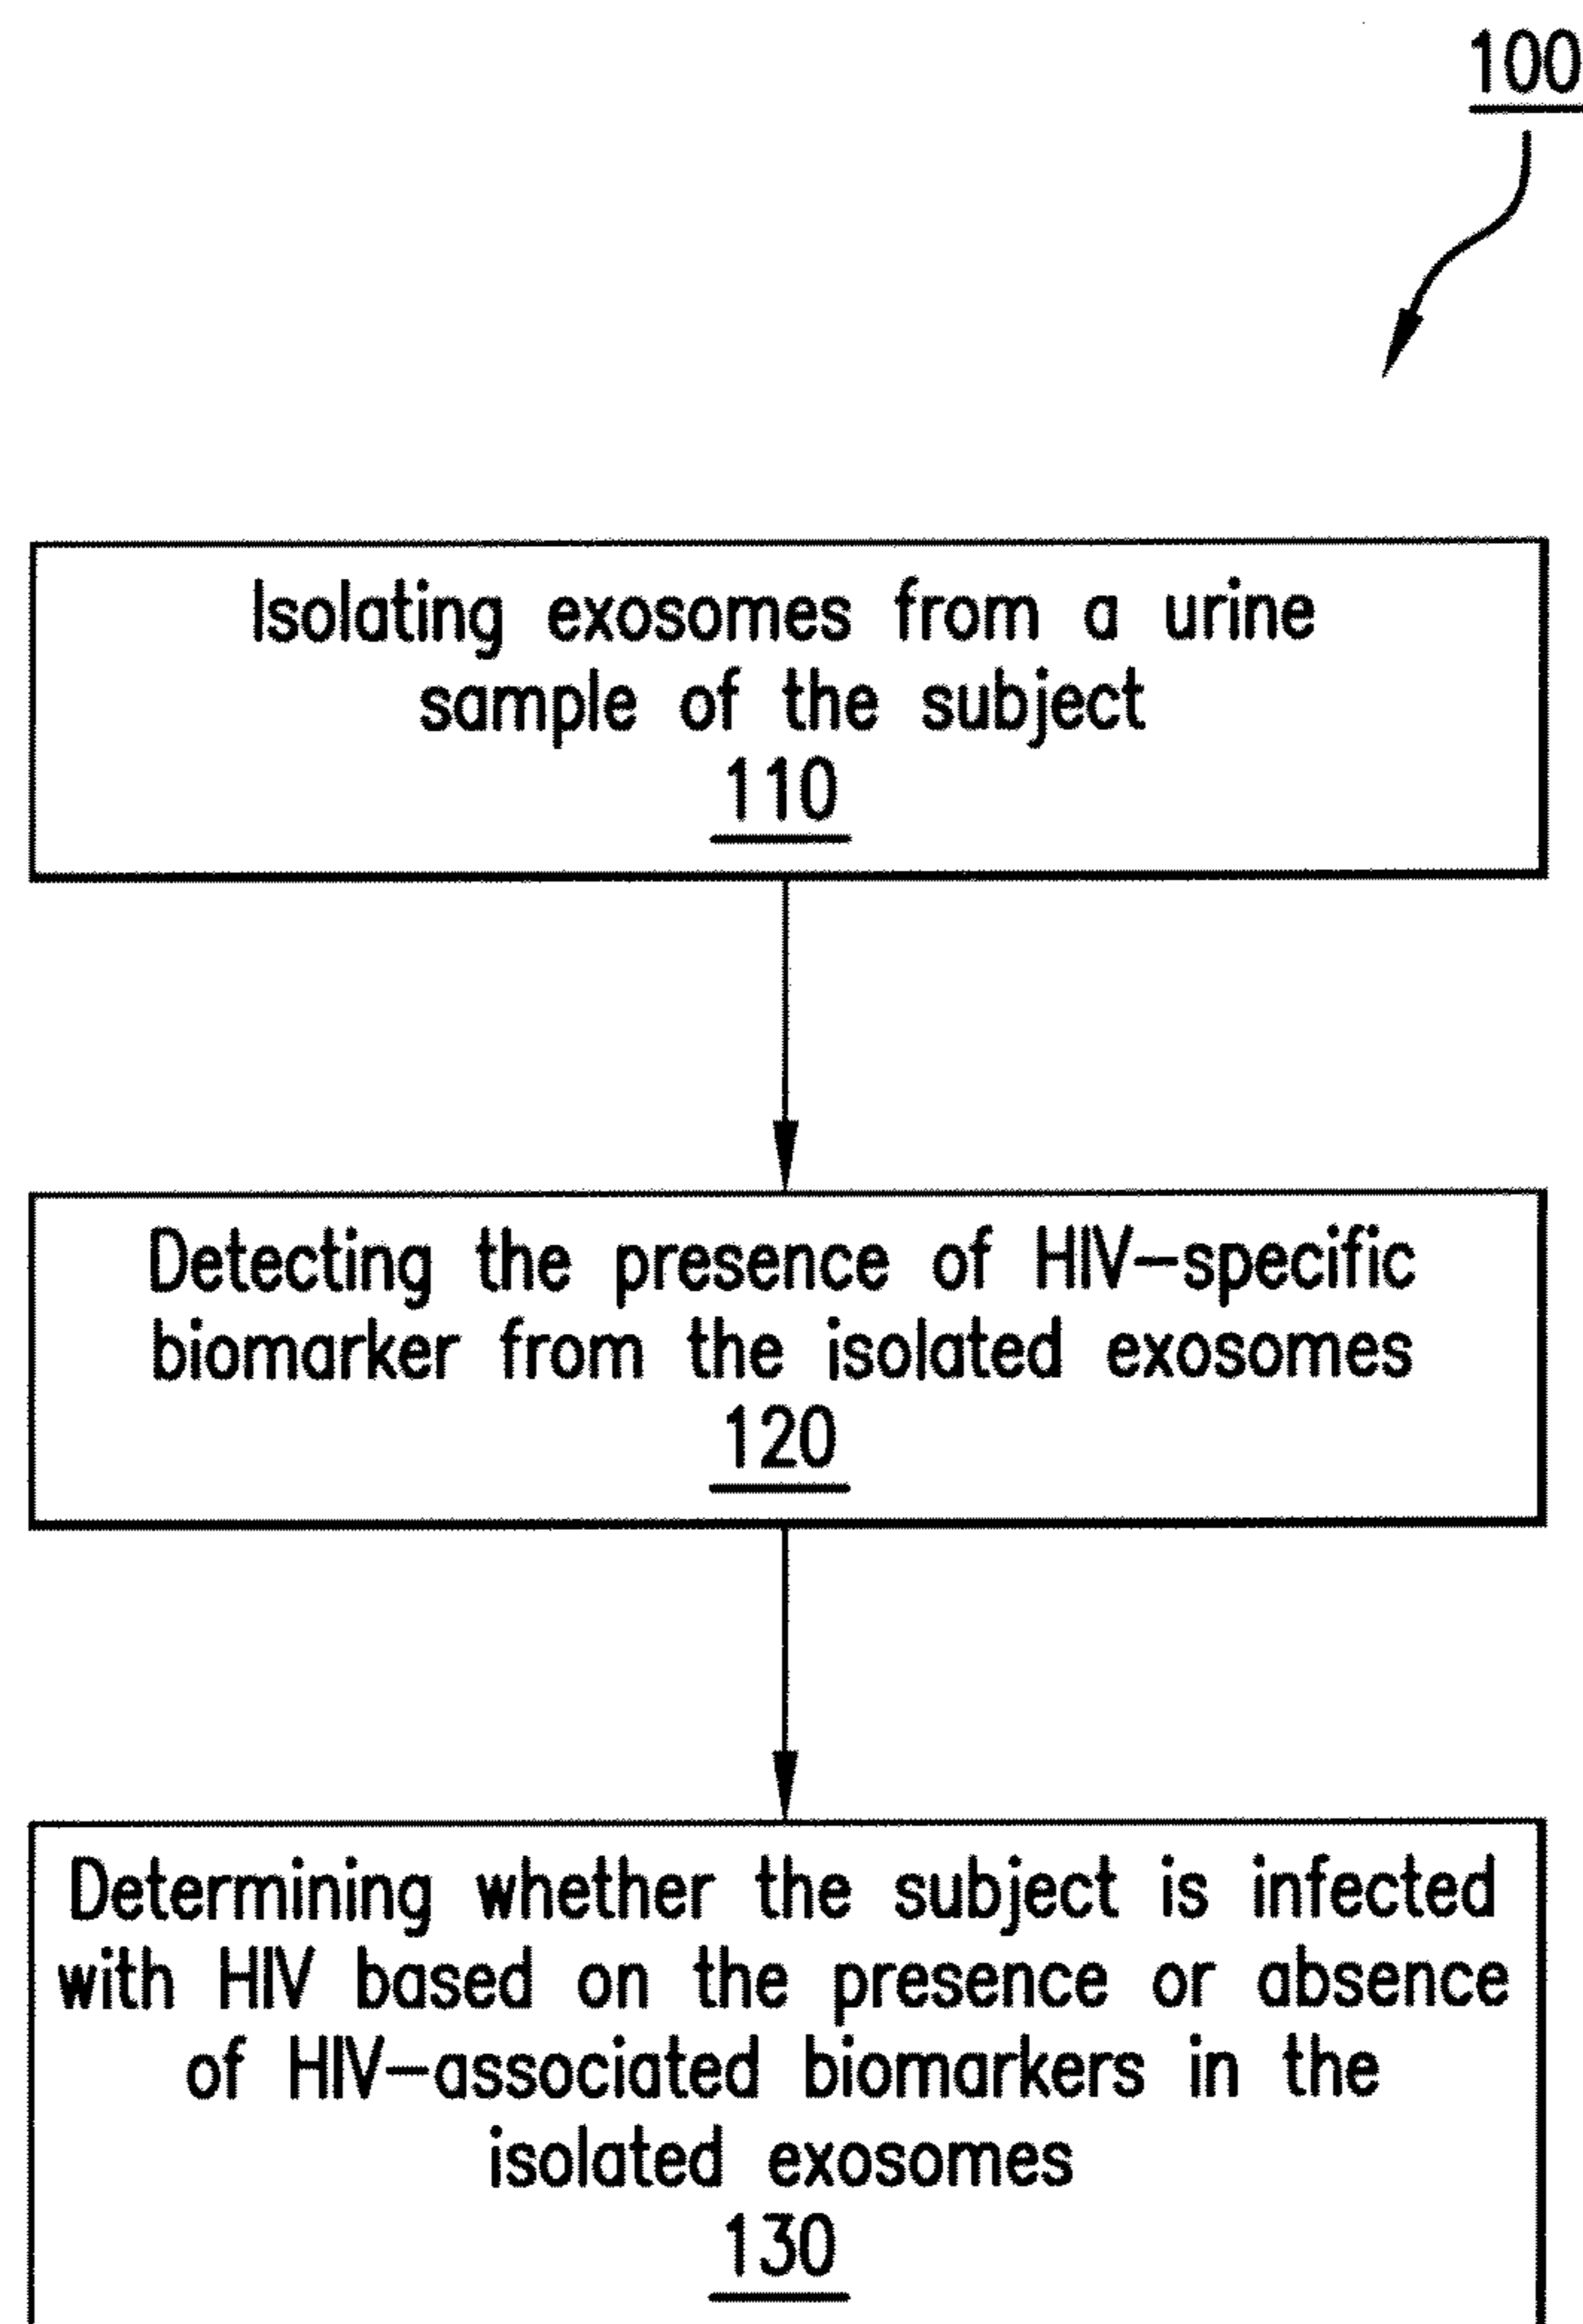 100
Isolating exosomes from a urine
sample of the subject
110
Detecting the presence of HIV-specific
biomarker from the isolated exosomes
120
Determining whether the subject is infected
with HIV based on the presence or absence
of HIV-associated biomarkers in the
isolated exosomes
130